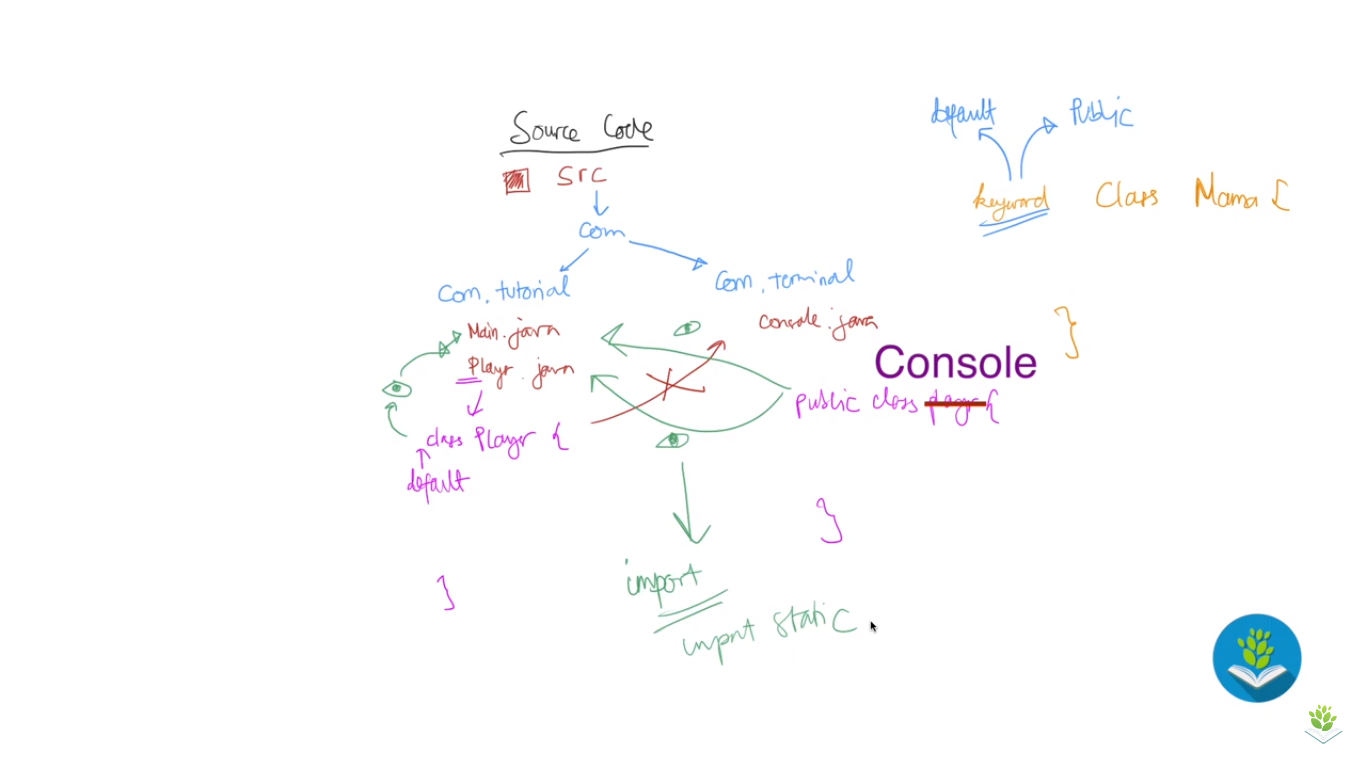 Source Code
src
com
com.tutorial
Main.java
Player.java
class Player {
default
}
com.terminal
console.java
Console
public class player {
}
import
import static
default
Public
keyword Class Mama {
}